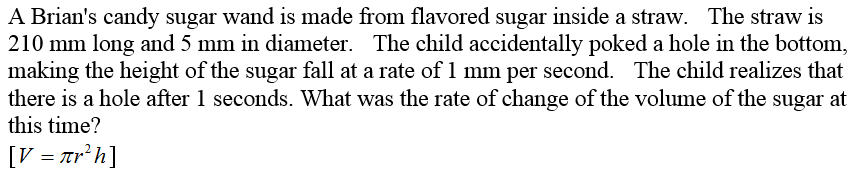 A Brian's candy sugar wand is made from flavored sugar inside a straw.   The straw is
210 mm long and 5 mm in diameter.   The child accidentally poked a hole in the bottom,
making the height of the sugar fall at a rate of 1 mm per second.   The child realizes that
there is a hole after 1 seconds. What was the rate of change of the volume of the sugar at
this time?
[V = πr²h]